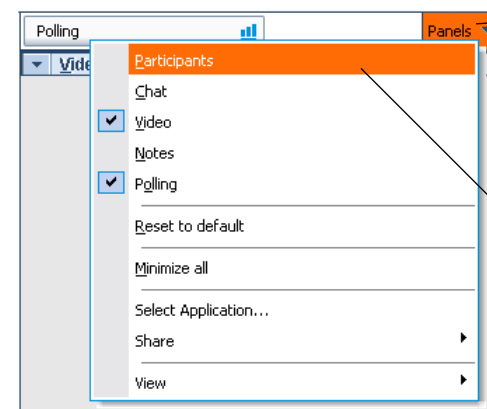 Polling
Panels
Vide
Participants
Chat
Video
Notes
Polling
Reset to default
Minimize all
Select Application...
Share
View